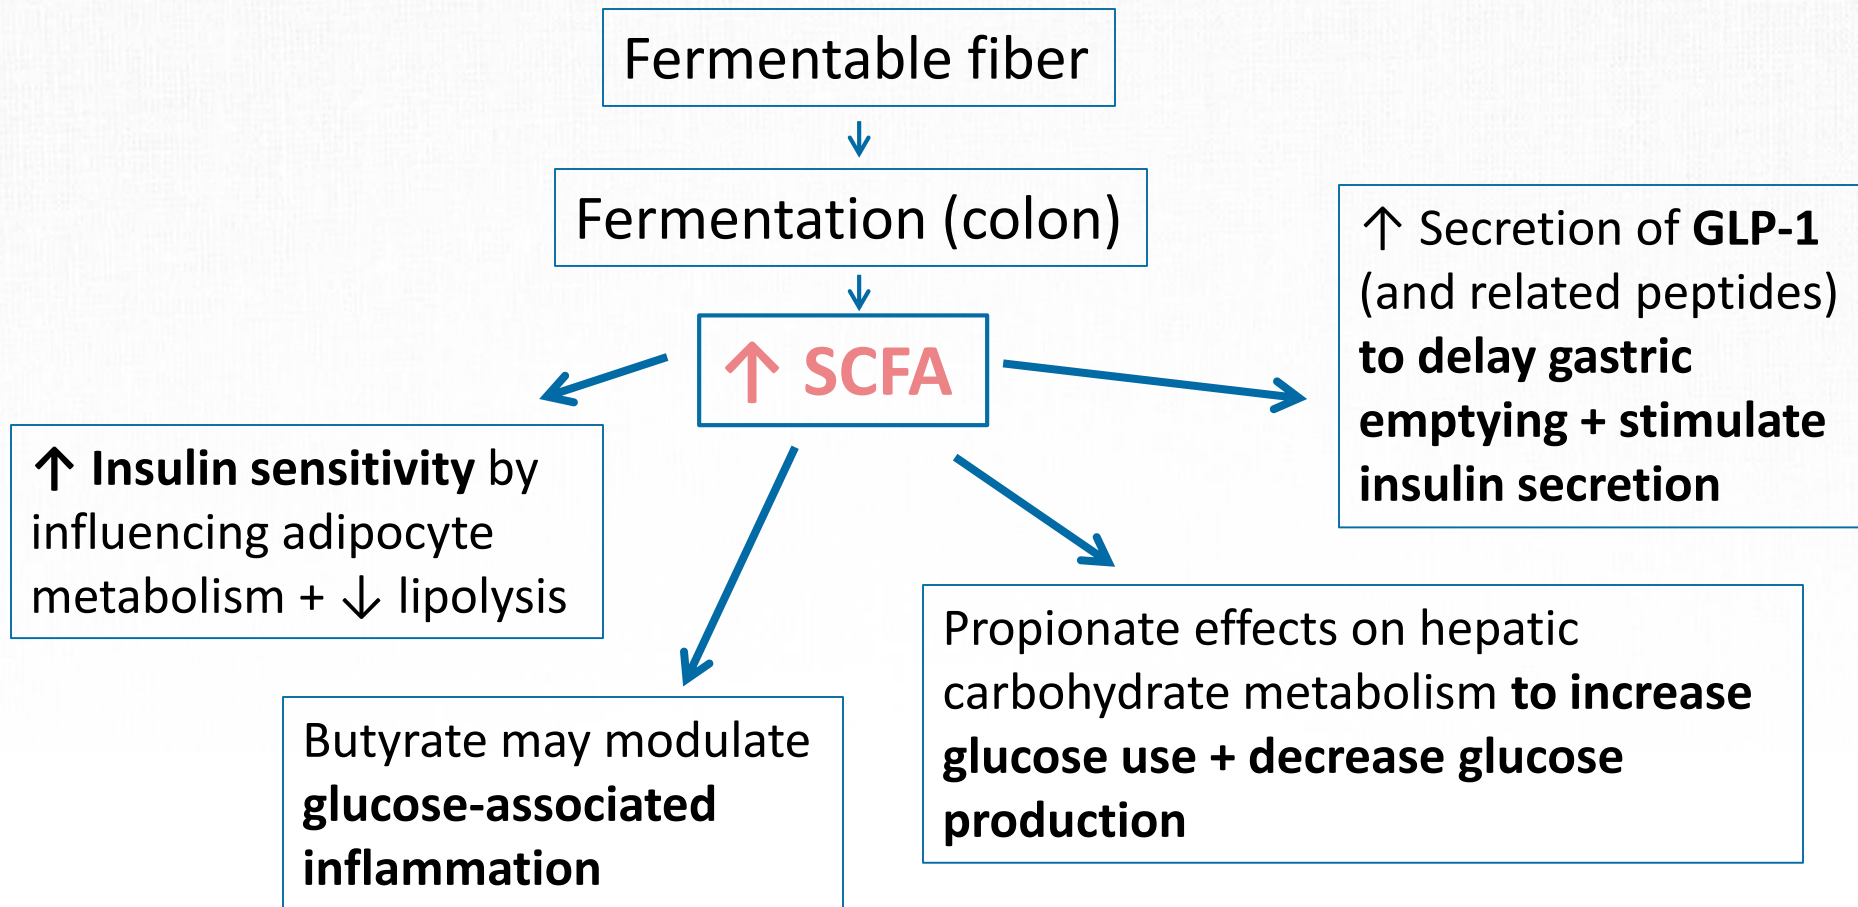 Fermentable fiber
Fermentation (colon)
↑ SCFA
↑ Secretion of GLP-1
(and related peptides)
to delay gastric
emptying + stimulate
insulin secretion
↑ Insulin sensitivity by
influencing adipocyte
metabolism + ↓ lipolysis
Butyrate may modulate
glucose-associated
inflammation
Propionate effects on hepatic
carbohydrate metabolism to increase
glucose use + decrease glucose
production